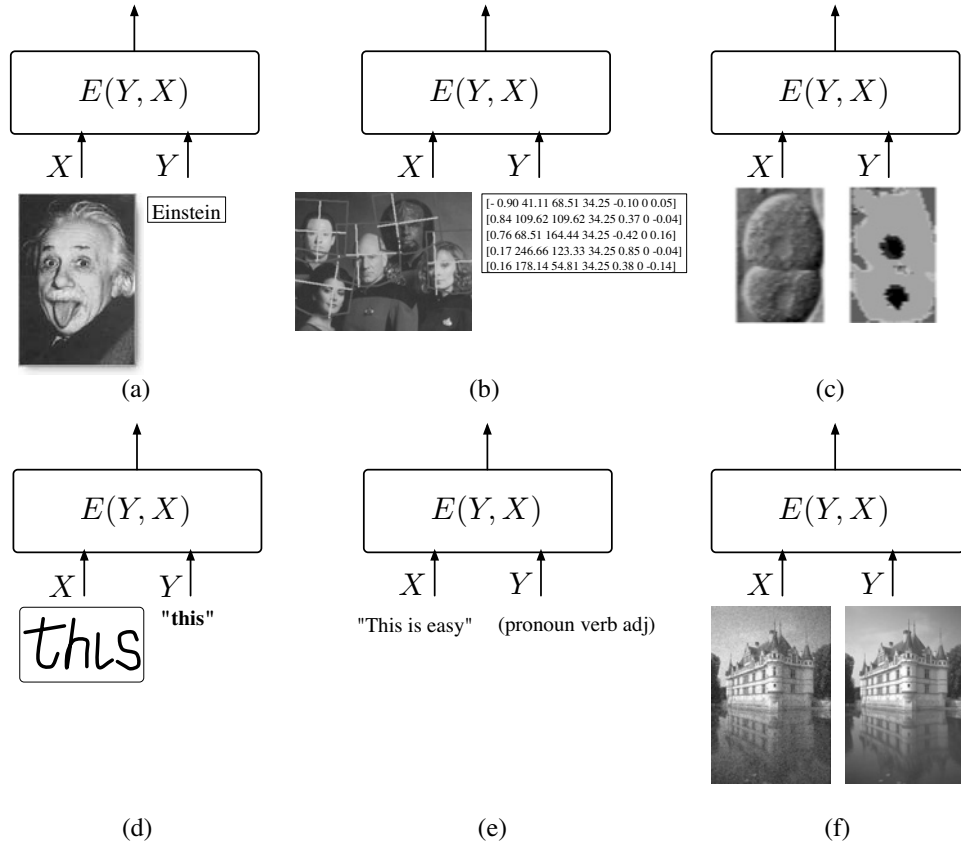 E(Y, X)
E(Y, X)
E(Y, X)
X
Y
X
Y
X
Y
Einstein
[- 0.90 41.11 68.51 34.25 -0.10 0 0.05]
[0.84 109.62 109.62 34.25 0.37 0 -0.04]
[0.76 68.51 164.44 34.25 -0.42 0 0.16]
[0.17 246.66 123.33 34.25 0.85 0 -0.04]
[0.16 178.14 54.81 34.25 0.38 0 -0.14]
(a)
(b)
(c)
E(Y, X)
E(Y, X)
E(Y, X)
X
Y
X
Y
X
Y
this
"this"
"This is easy"
(pronoun verb adj)
(d)
(e)
(f)